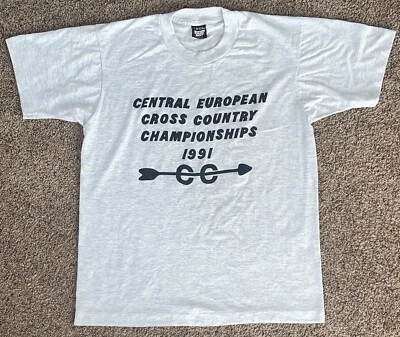 CENTRAL EUROPEAN
CROSS COUNTRY
CHAMPIONSHIPS
1991
CC